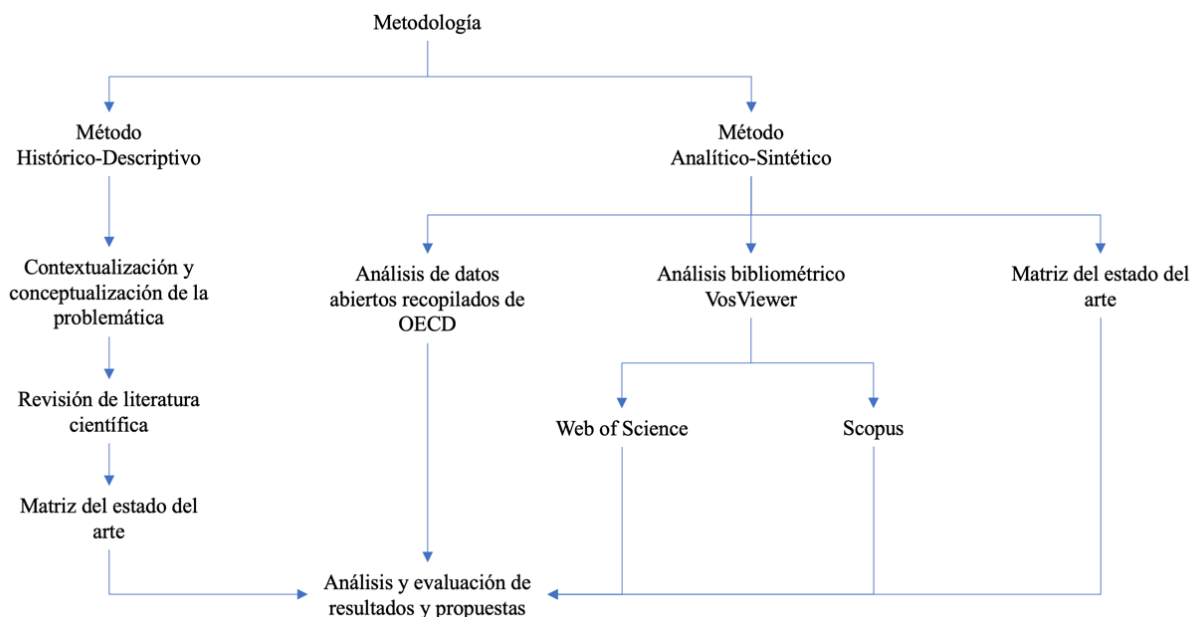 Metodología
Método
Histórico-Descriptivo
Método
Analítico-Sintético
Contextualización y
conceptualización de la
problemática
Análisis de datos
abiertos recopilados de
OECD
Análisis bibliométrico
VosViewer
Matriz del estado del
arte
Revisión de literatura
científica
Web of Science
Scopus
Matriz del estado del
arte
Análisis y evaluación de
resultados y propuestas